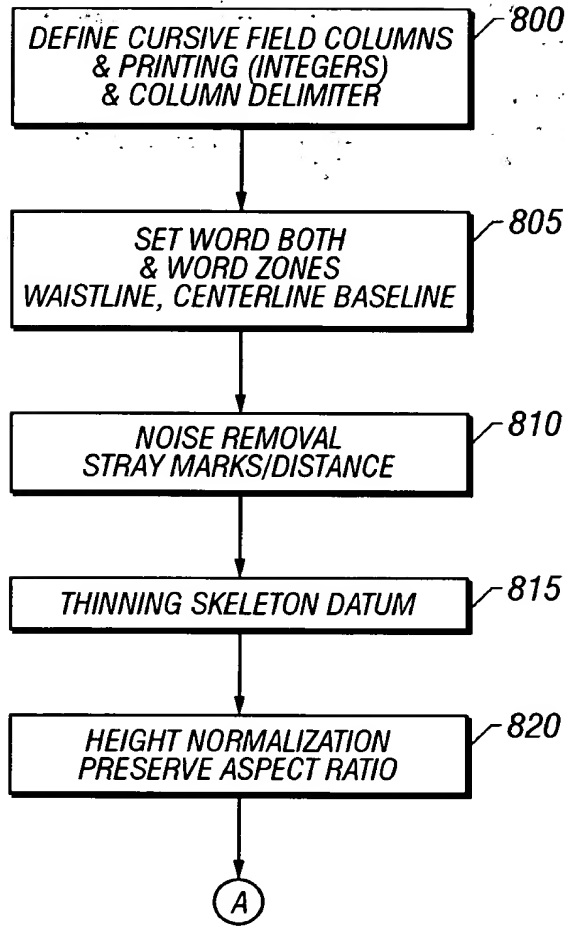 800
DEFINE CURSIVE FIELD COLUMNS
& PRINTING (INTEGERS)
& COLUMN DELIMITER
805
SET WORD BOTH
& WORD ZONES
WAISTLINE, CENTERLINE BASELINE
810
NOISE REMOVAL
STRAY MARKS/DISTANCE
815
THINNING SKELETON DATUM
820
HEIGHT NORMALIZATION
PRESERVE ASPECT RATIO
A